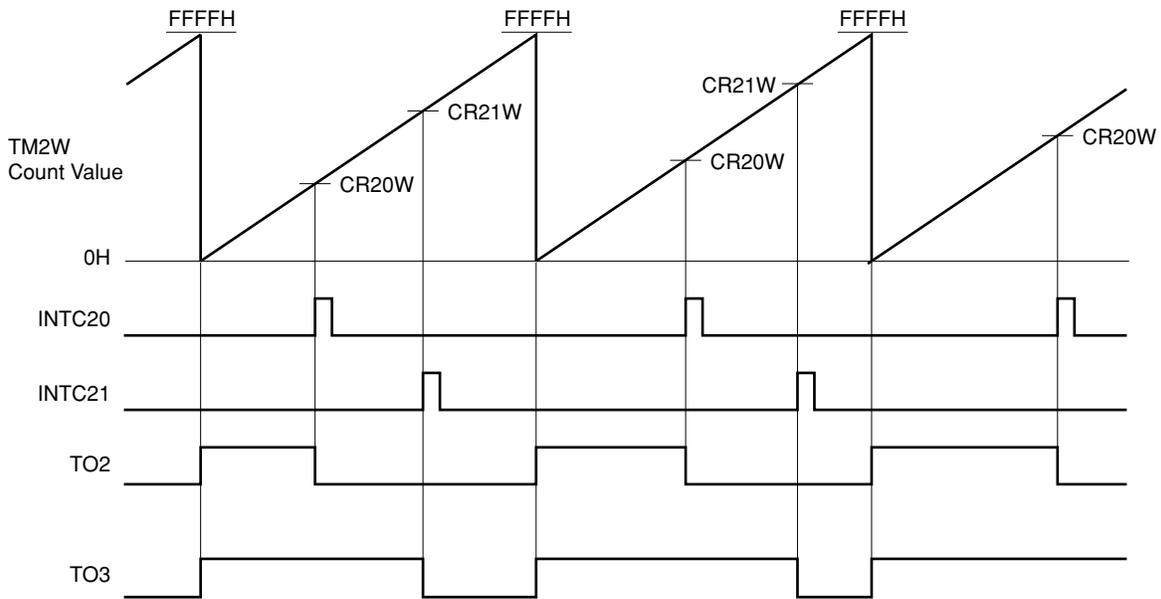 FFFFH
FFFFH
FFFFH
CR21W
CR21W
CR20W
TM2W
Count Value
CR20W
CR20W
0H
INTC20
INTC21
TO2
TO3